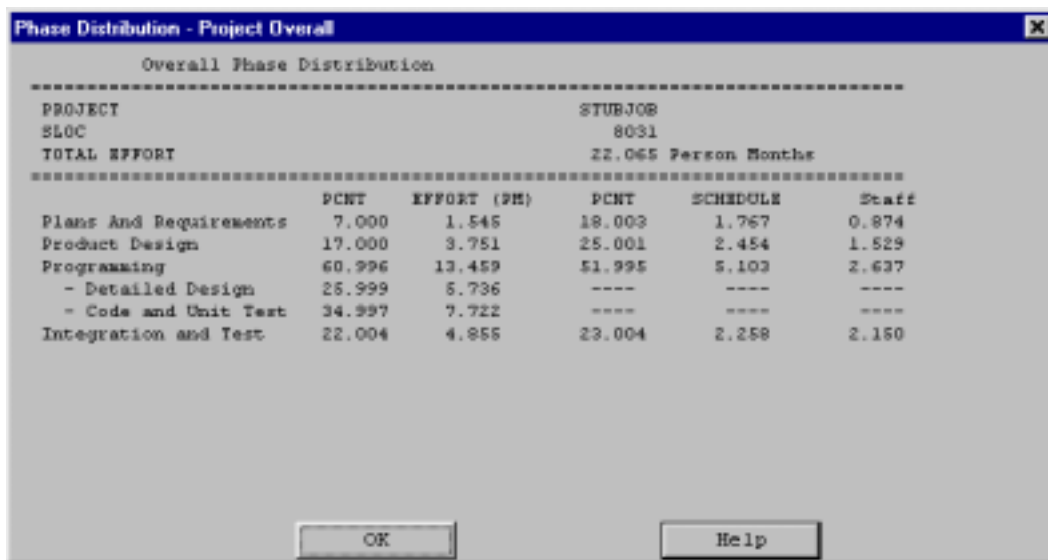 Phase Distribution - Project Overall
Overall Phase Distribution
PROJECT STUBJOB
SLOC 8031
TOTAL EFFORT 22.065 Person Months
PCNT EFFORT (PM) PCNT SCHEDULE Staff
Plans And Requirements 7.000 1.545 18.003 1.767 0.874
Product Design 17.000 3.751 25.001 2.454 1.529
Programming 60.996 13.459 51.995 5.103 2.637
- Detailed Design 25.999 5.736 ---- ---- ----
- Code and Unit Test 34.997 7.722 ---- ---- ----
Integration and Test 22.004 4.855 23.004 2.258 2.150
OK Help